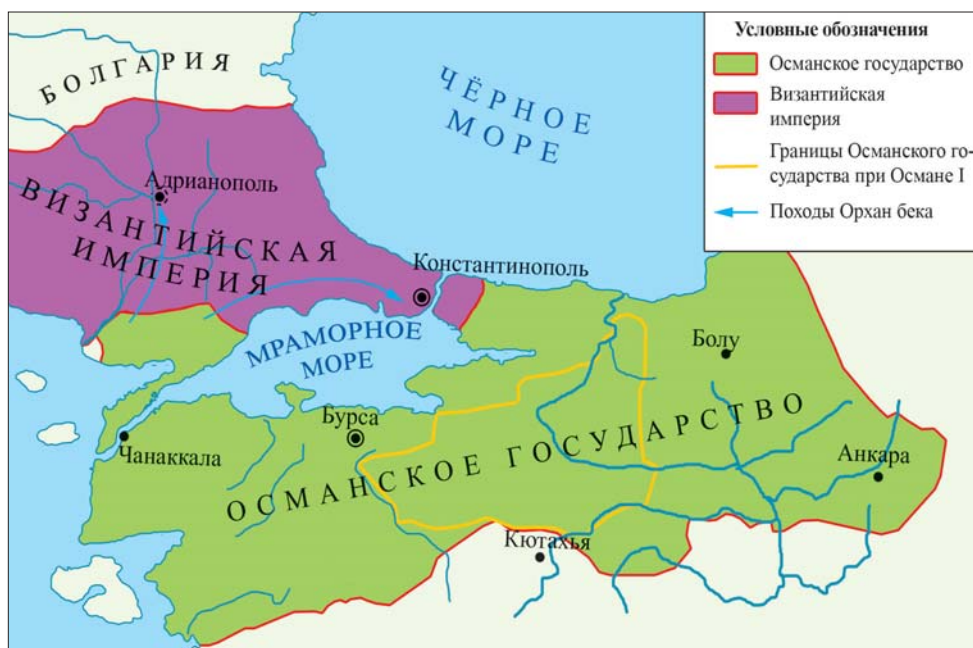 БОЛГАРИЯ
ЧЁРНОЕ
МОРЕ
Условные обозначения
Османское государство
Византийская
империя
Границы Османского го-
сударства при Османе I
Походы Орхан бека
Адрианополь
ВИЗАНТИЙСКАЯ
ИМПЕРИЯ
Константинополь
МРАМОРНОЕ
МОРЕ
Болу
Бурса
Чанаккала
ОСМАНСКОЕ ГОСУДАРСТВО
Анкара
Кютахья